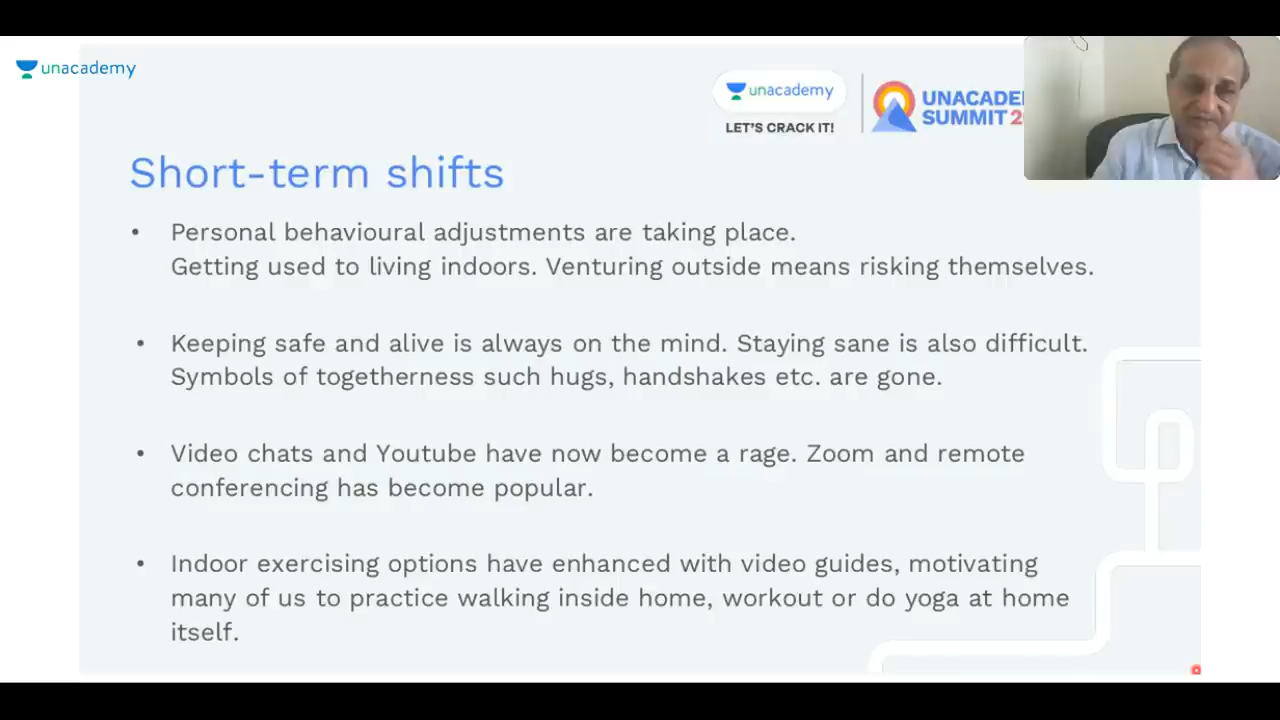 unacademy
unacademy
LET'S CRACK IT!
UNACADE
SUMMIT 2
Short-term shifts
• Personal behavioural adjustments are taking place.
Getting used to living indoors. Venturing outside means risking themselves.
• Keeping safe and alive is always on the mind. Staying sane is also difficult.
Symbols of togetherness such hugs, handshakes etc. are gone.
• Video chats and Youtube have now become a rage. Zoom and remote
conferencing has become popular.
• Indoor exercising options have enhanced with video guides, motivating
many of us to practice walking inside home, workout or do yoga at home
itself.